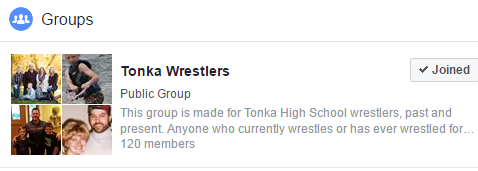 Groups
Tonka Wrestlers
Joined
Public Group
This group is made for Tonka High School wrestlers, past and
present. Anyone who currently wrestles or has ever wrestled for...
120 members